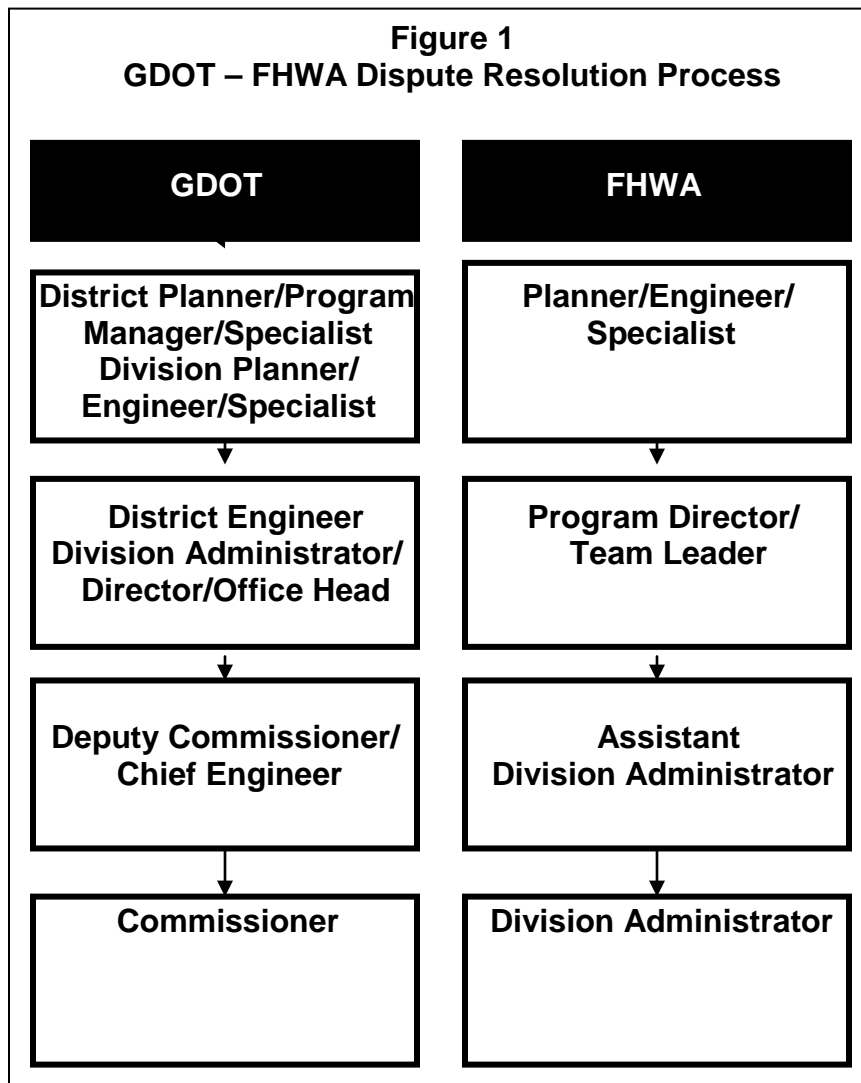 Figure 1
GDOT – FHWA Dispute Resolution Process
GDOT
FHWA
District Planner/Program
Manager/Specialist
Division Planner/
Engineer/Specialist
Planner/Engineer/
Specialist
District Engineer
Division Administrator/
Director/Office Head
Program Director/
Team Leader
Deputy Commissioner/
Chief Engineer
Assistant
Division Administrator
Commissioner
Division Administrator